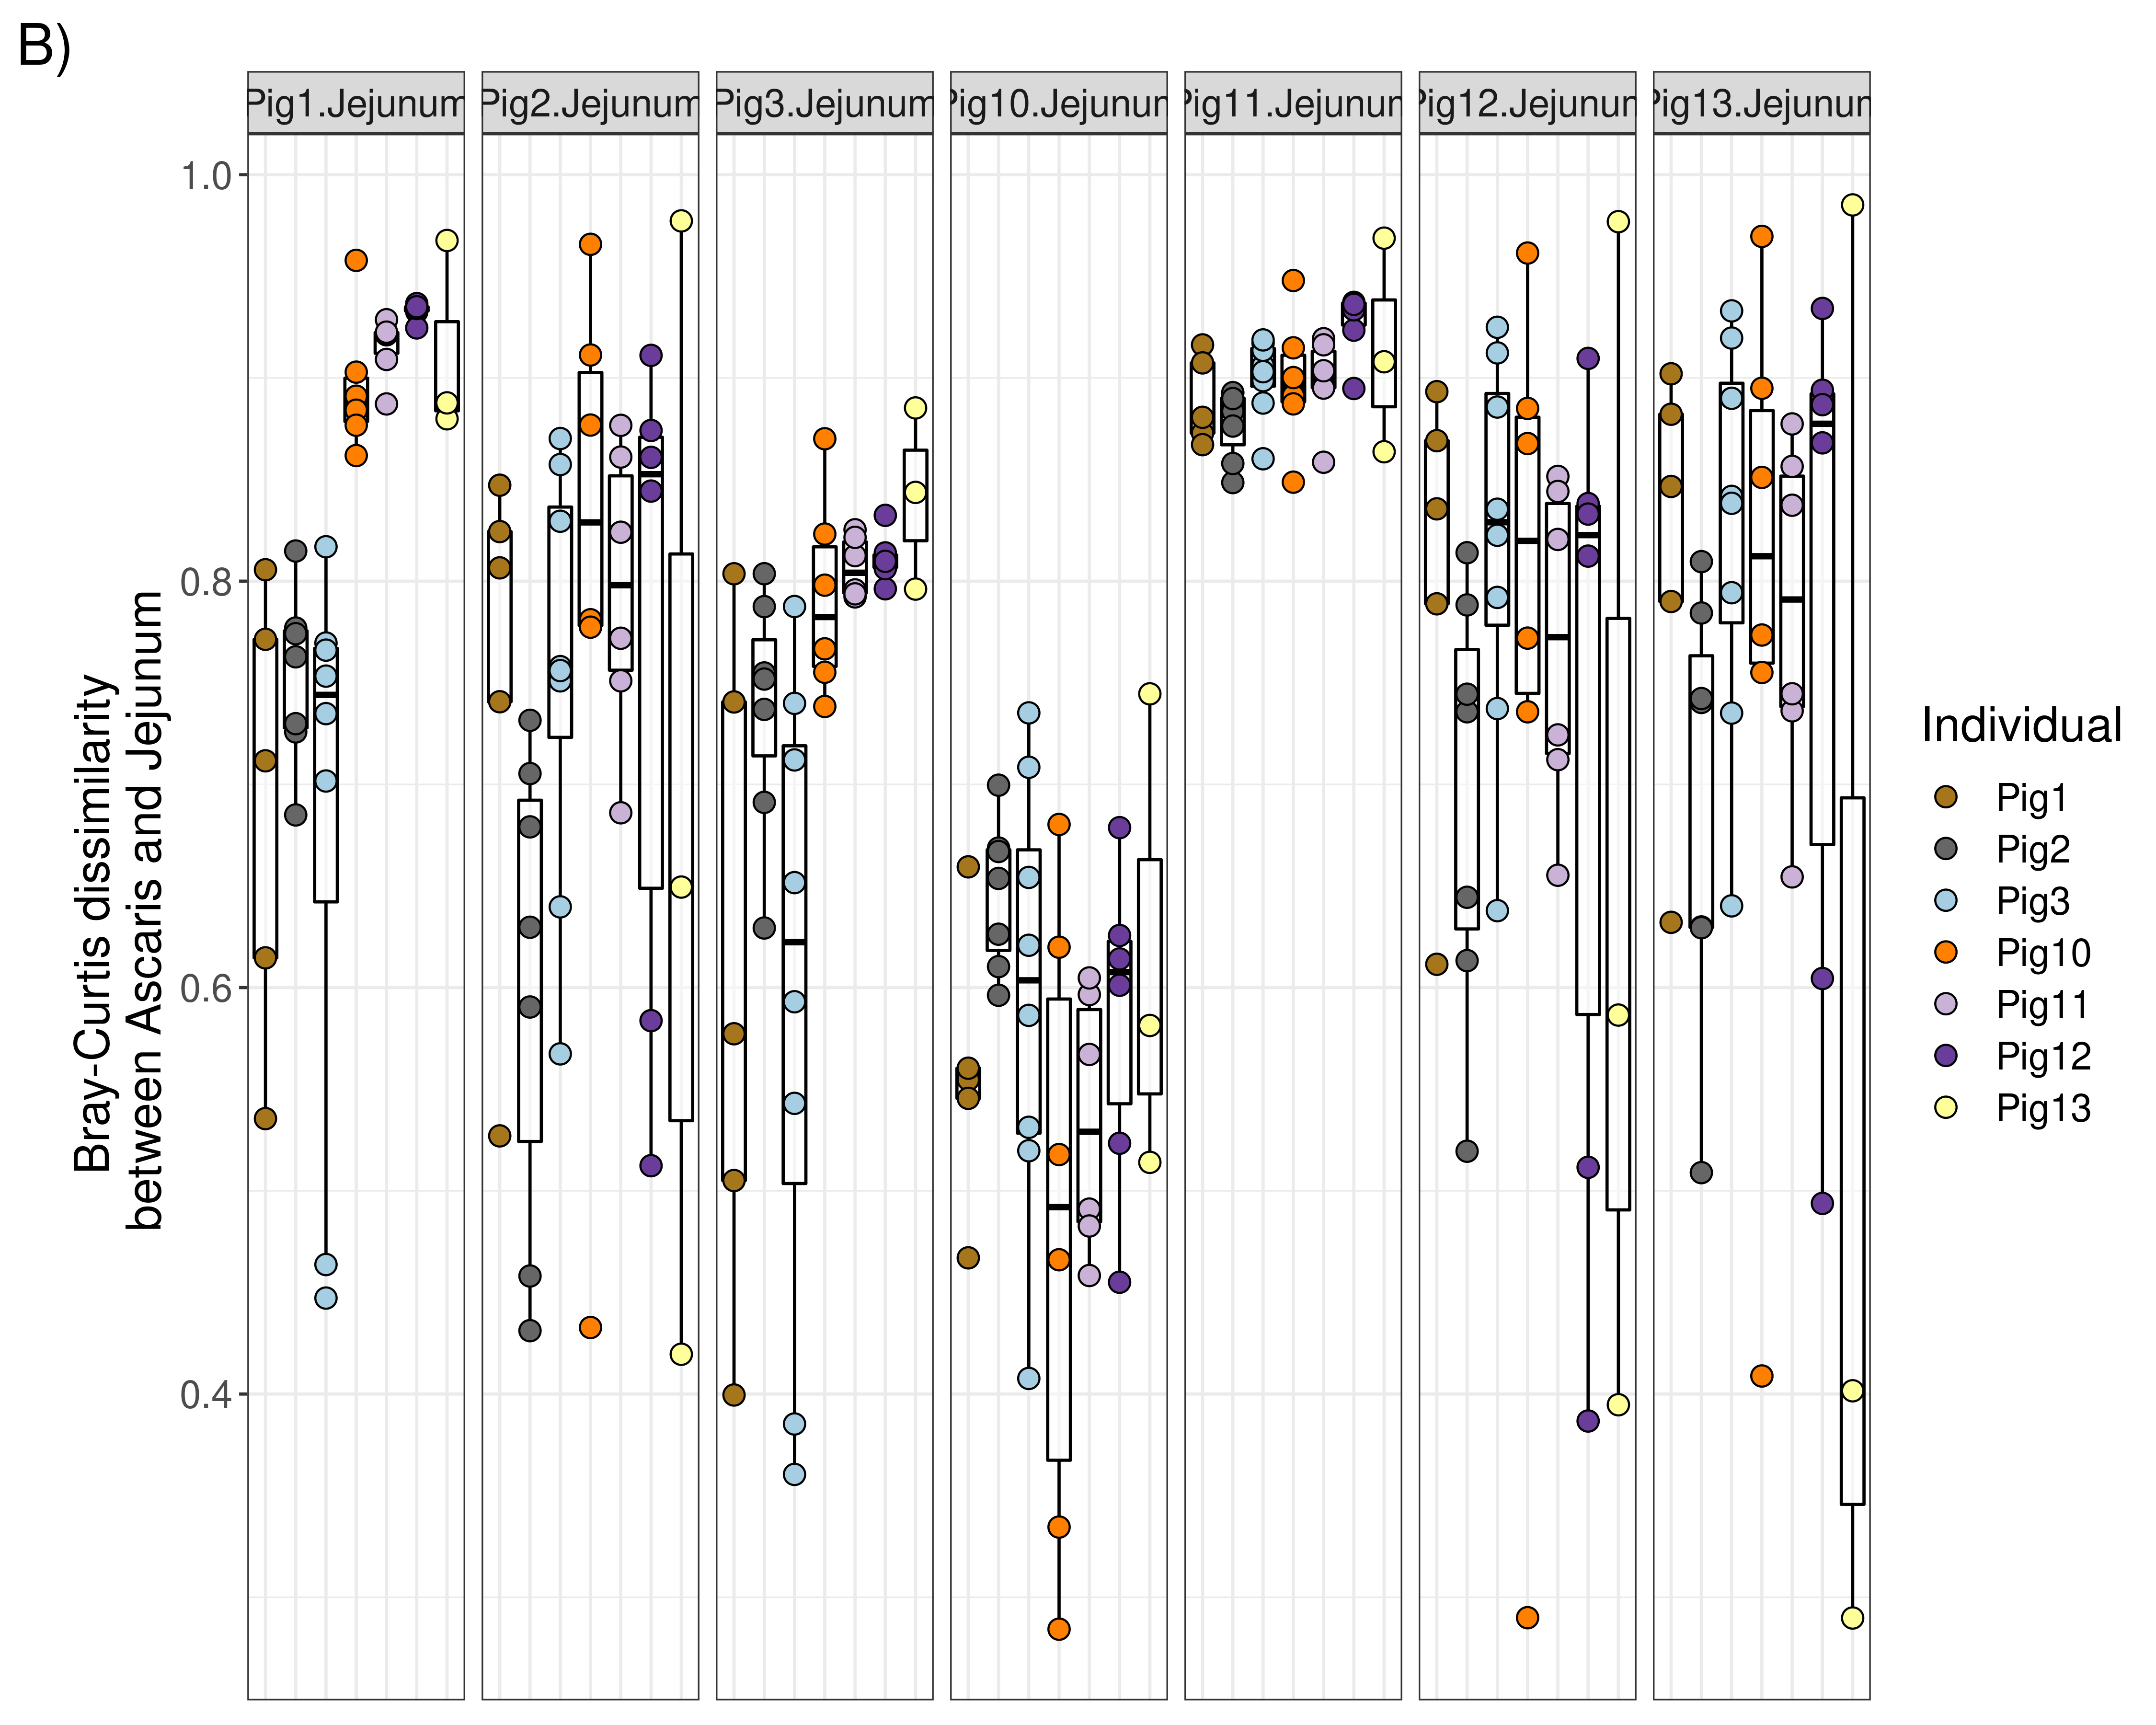 B)
Pig1.Jejunum
Pig2.Jejunum
Pig3.Jejunum
Pig10.Jejunum
Pig11.Jejunum
Pig12.Jejunum
Pig13.Jejunum
1.0
0.8
0.6
0.4
Bray-Curtis dissimilarity
between Ascaris and Jejunum
Individual
Pig1
Pig2
Pig3
Pig10
Pig11
Pig12
Pig13